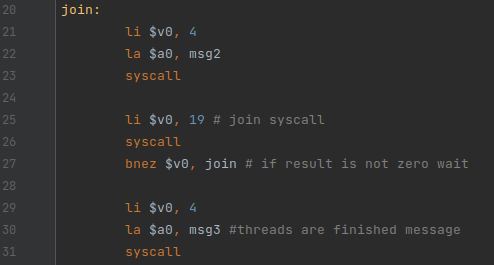 20 join:
21 li $v0, 4
22 la $a0, msg2
23 syscall
24
25 li $v0, 19 # join syscall
26 syscall
27 bnez $v0, join # if result is not zero wait
28
29 li $v0, 4
30 la $a0, msg3 #threads are finished message
31 syscall